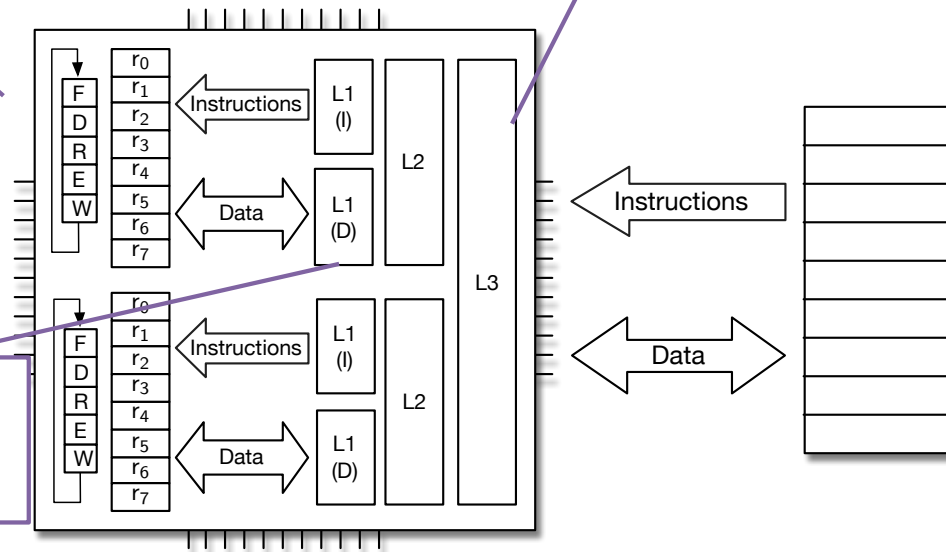 F
D
R
E
W
r0
r1
r2
r3
r4
r5
r6
r7
Instructions
Data
L1
(I)
L1
(D)
L2
F
D
R
E
W
r0
r1
r2
r3
r4
r5
r6
r7
Instructions
Data
L1
(I)
L1
(D)
L2
L3
Instructions
Data